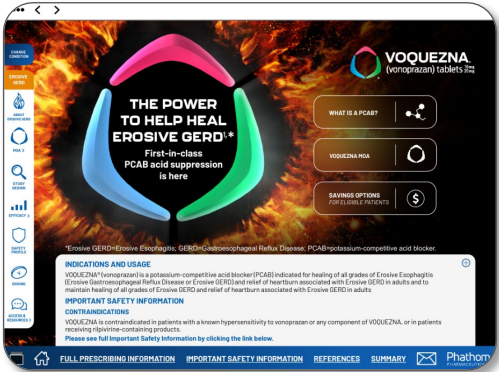 CHANGE
CONDITION
EROSIVE
GERD
ABOUT
EROSIVE GERD
MOA
STUDY
DESIGN
EFFICACY
SAFETY
PROFILE
DOSING
ACCESS &
RESOURCES
THE POWER
TO HELP HEAL
EROSIVE GERD¹,*
First-in-class
PCAB acid suppression
is here
VOQUEZNA
(vonoprazan) tablets 10 mg 20 mg
WHAT IS A PCAB?
VOQUEZNA MOA
SAVINGS OPTIONS
FOR ELIGIBLE PATIENTS
*Erosive GERD=Erosive Esophagitis; GERD=Gastroesophageal Reflux Disease; PCAB=potassium-competitive acid blocker.
INDICATIONS AND USAGE
VOQUEZNA® (vonoprazan) is a potassium-competitive acid blocker (PCAB) indicated for healing of all grades of Erosive Esophagitis
(Erosive Gastroesophageal Reflux Disease or Erosive GERD) and relief of heartburn associated with Erosive GERD in adults and to
maintain healing of all grades of Erosive GERD and relief of heartburn associated with Erosive GERD in adults
IMPORTANT SAFETY INFORMATION
CONTRAINDICATIONS
VOQUEZNA is contraindicated in patients with a known hypersensitivity to vonoprazan or any component of VOQUEZNA, or in patients
receiving rilpivirine-containing products.
Please see full Important Safety Information by clicking the link below.
FULL PRESCRIBING INFORMATION
IMPORTANT SAFETY INFORMATION
REFERENCES
SUMMARY
Phathom
PHARMACEUTICALS